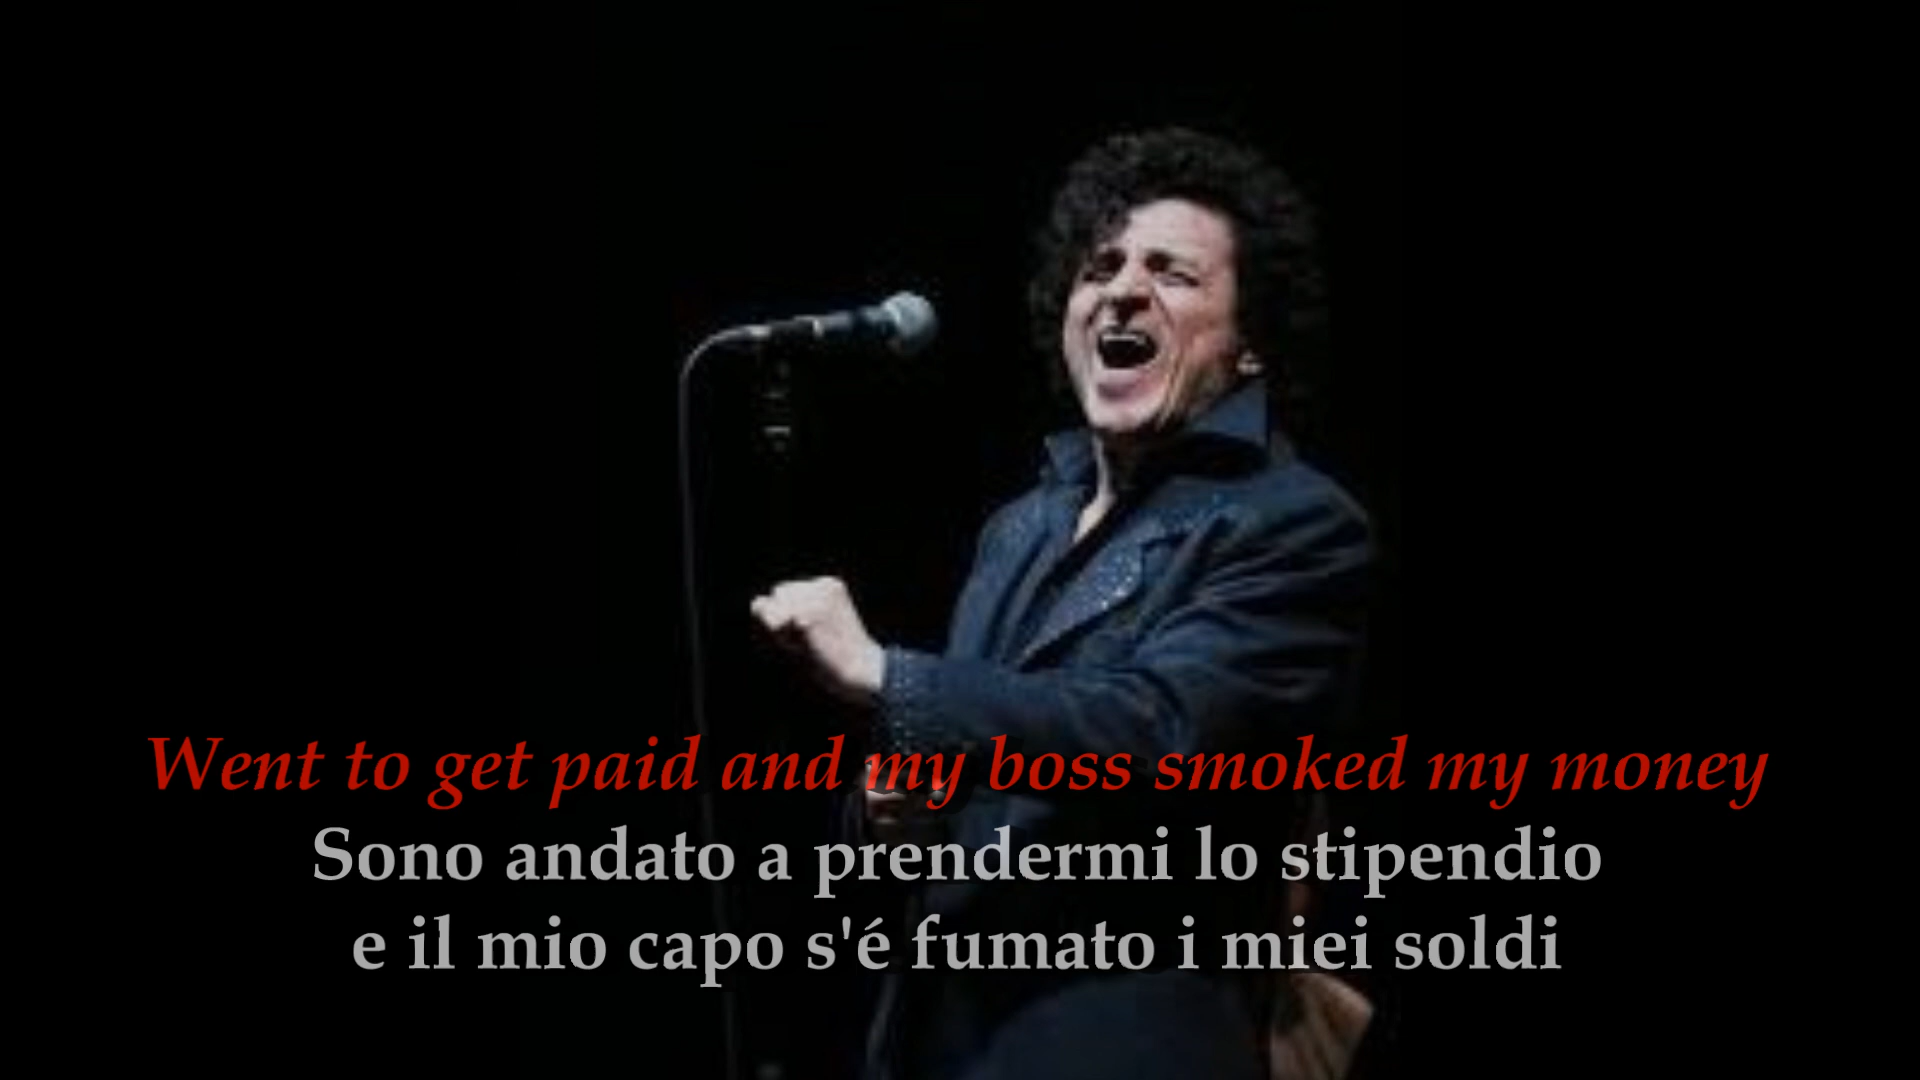 Went to get paid and my boss smoked my money
Sono andato a prendermi lo stipendio
e il mio capo s'é fumato i miei soldi